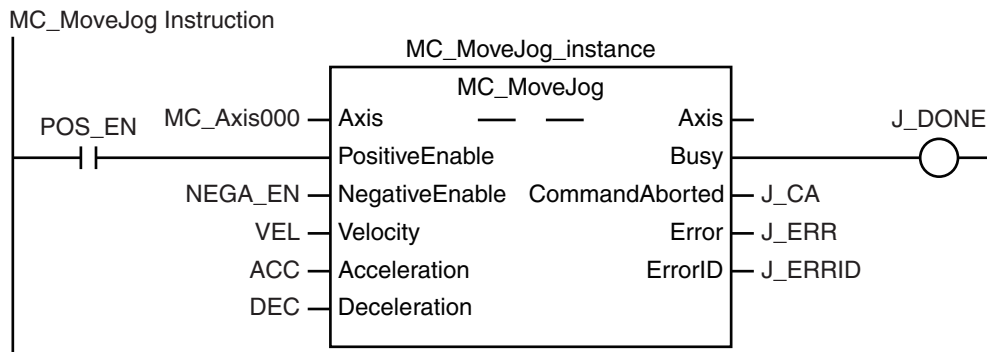 MC_MoveJog Instruction
MC_MoveJog_instance
MC_MoveJog
POS_EN MC_Axis000 Axis Axis J_DONE
PositiveEnable Busy
NEGA_EN NegativeEnable CommandAborted J_CA
VEL Velocity Error J_ERR
ACC Acceleration ErrorID J_ERRID
DEC Deceleration